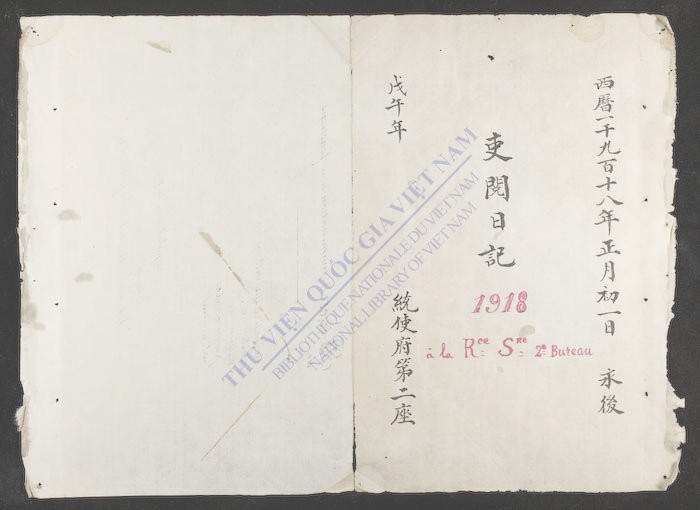 西曆一千九百十八年正月初一日 永後
吏閱日記
1918
à la Rce Sre 2e Bureau
戊午年
統使府第二座
THƯ VIỆN QUỐC GIA VIỆT NAM
BIBLIOTHÈQUE NATIONALE DU VIETNAM
NATIONAL LIBRARY OF VIETNAM